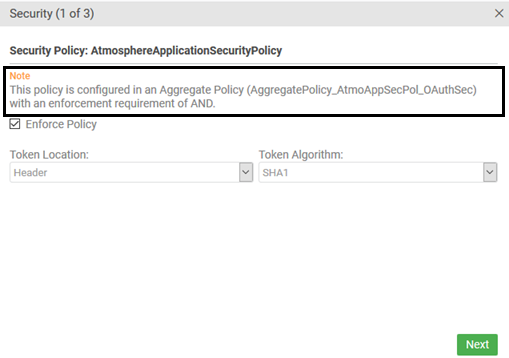 Security (1 of 3)
Security Policy: AtmosphereApplicationSecurityPolicy
Note
This policy is configured in an Aggregate Policy (AggregatePolicy_AtmoAppSecPol_OAuthSec)
with an enforcement requirement of AND.
Enforce Policy
Token Location: Token Algorithm:
Header SHA1
Next